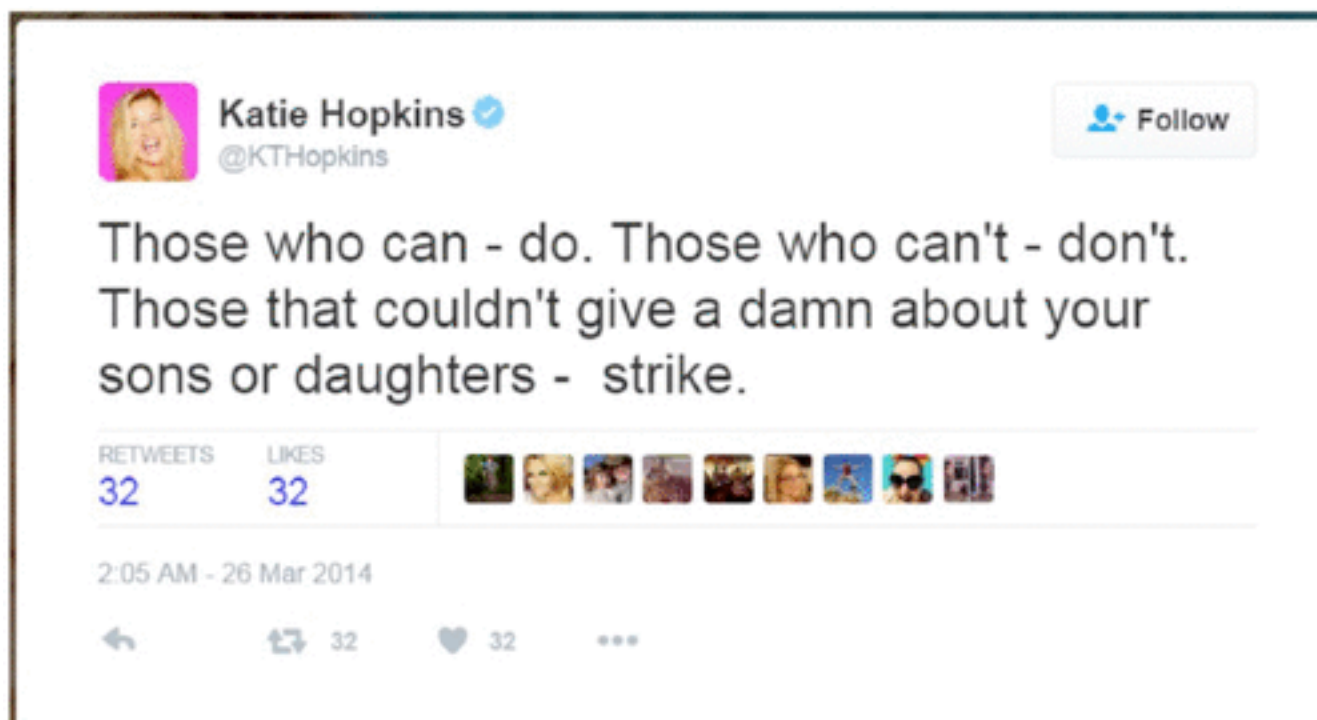 Katie Hopkins
Follow
@KTHopkins
Those who can - do. Those who can't - don't.
Those that couldn't give a damn about your
sons or daughters -  strike.
RETWEETS LIKES
32 32
2:05 AM - 26 Mar 2014
32 32